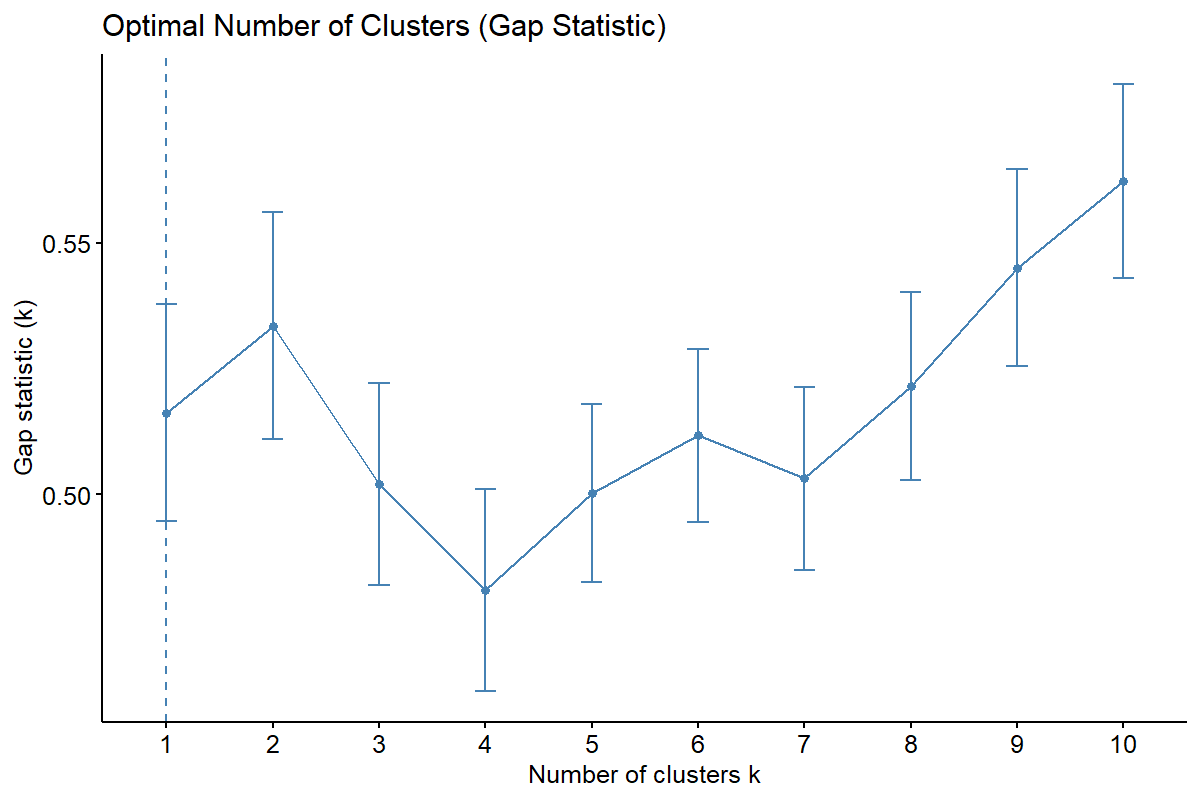 Optimal Number of Clusters (Gap Statistic)
Gap statistic (k)
0.55
0.50
1 2 3 4 5 6 7 8 9 10
Number of clusters k